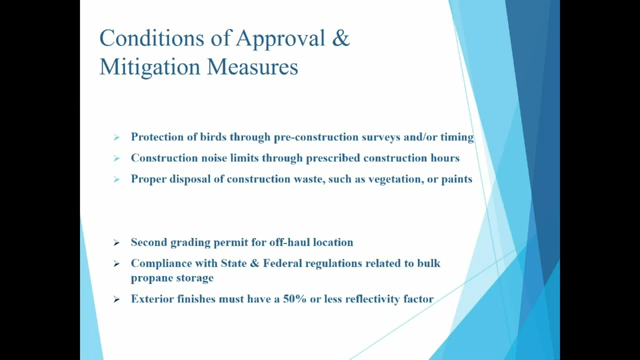 Conditions of Approval &
Mitigation Measures
Protection of birds through pre-construction surveys and/or timing
Construction noise limits through prescribed construction hours
Proper disposal of construction waste, such as vegetation, or paints
Second grading permit for off-haul location
Compliance with State & Federal regulations related to bulk
propane storage
Exterior finishes must have a 50% or less reflectivity factor